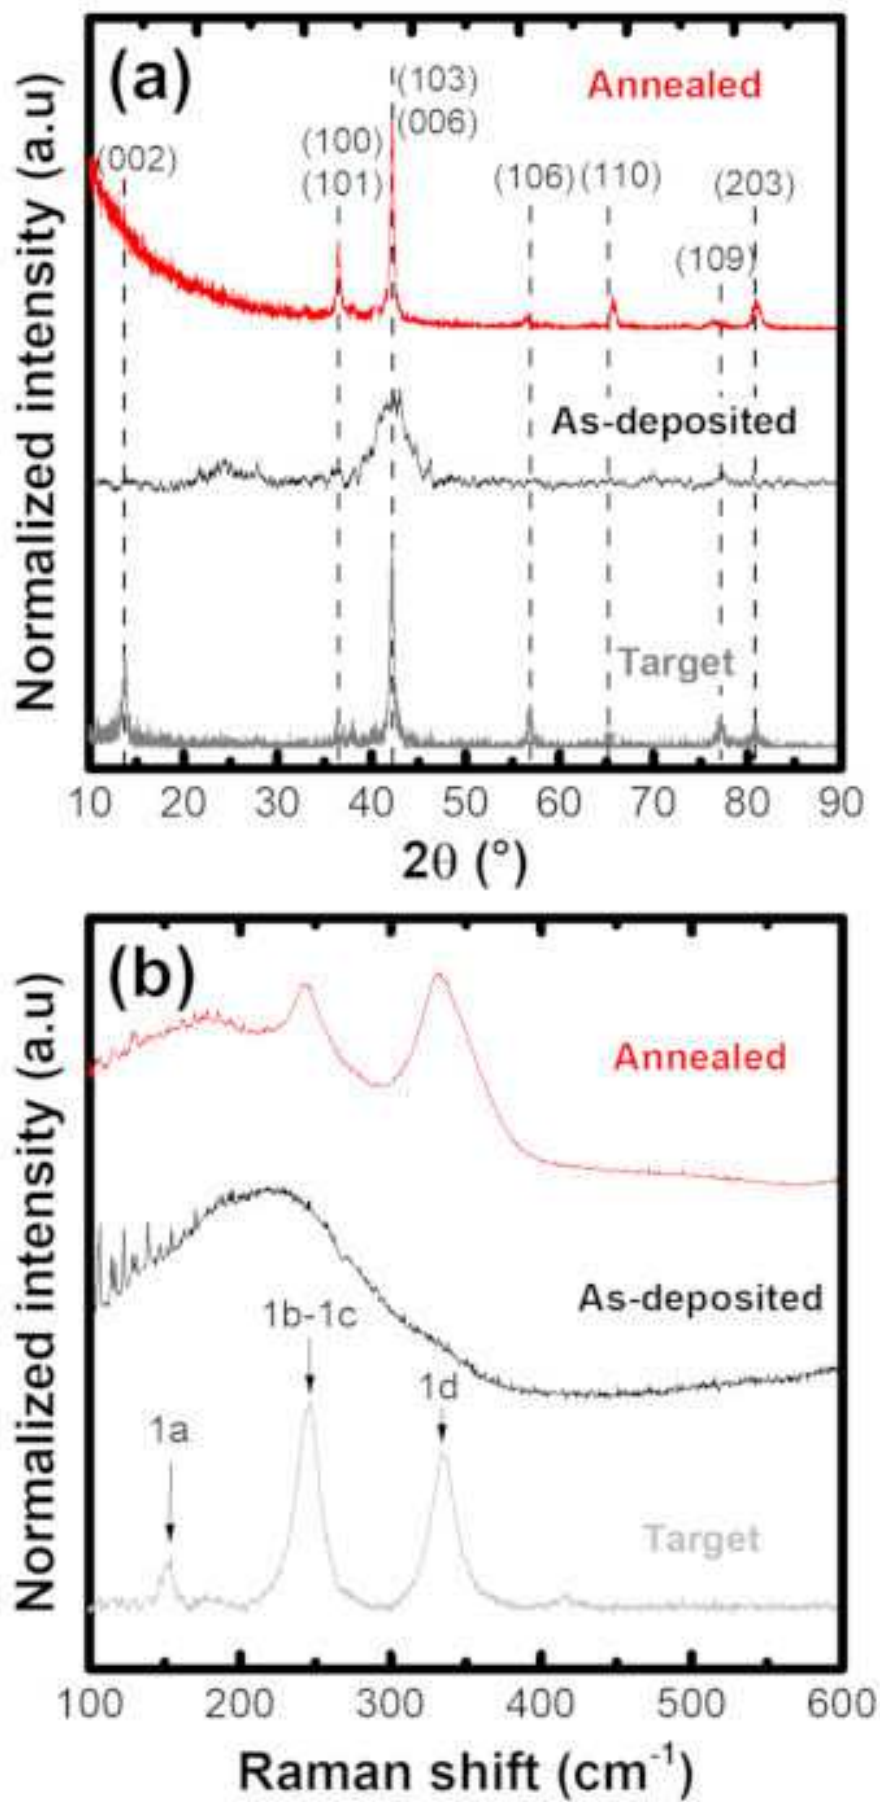 (a)
Annealed
(103)
(006)
(100)
(101)
(002)
(106)
(110)
(203)
(109)
As-deposited
Target
Normalized intensity (a.u)
10 20 30 40 50 60 70 80 90
2θ (°)
(b)
Annealed
As-deposited
1b-1c
1d
1a
Target
Normalized intensity (a.u)
100 200 300 400 500 600
Raman shift (cm⁻¹)